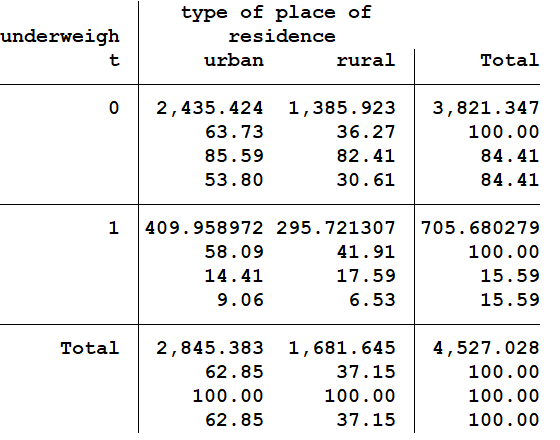 type of place of
underweigh residence
t urban rural Total
0 2,435.424 1,385.923 3,821.347
63.73 36.27 100.00
85.59 82.41 84.41
53.80 30.61 84.41
1 409.958972 295.721307 705.680279
58.09 41.91 100.00
14.41 17.59 15.59
9.06 6.53 15.59
Total 2,845.383 1,681.645 4,527.028
62.85 37.15 100.00
100.00 100.00 100.00
62.85 37.15 100.00